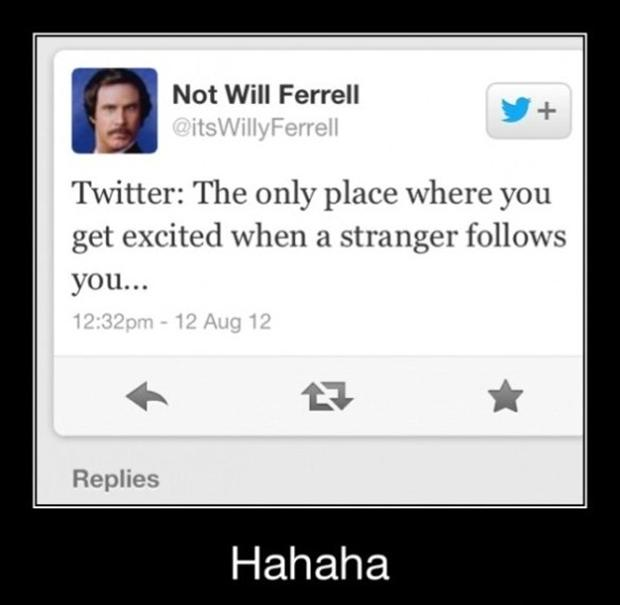 Not Will Ferrell
@itsWillyFerrell
Twitter: The only place where you
get excited when a stranger follows
you...
12:32pm - 12 Aug 12
Replies
Hahaha